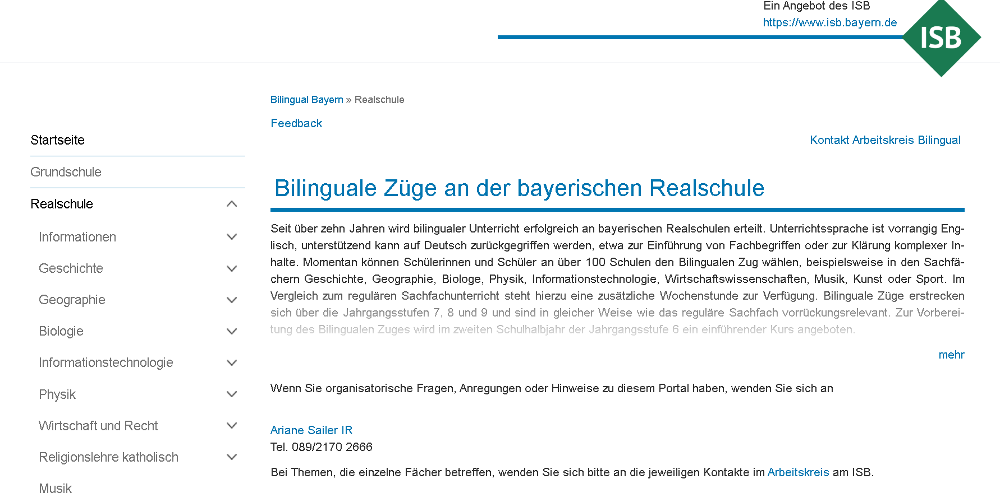 Ein Angebot des ISB
https://www.isb.bayern.de
ISB
Bilingual Bayern » Realschule
Feedback
Kontakt Arbeitskreis Bilingual
Startseite
Grundschule
Realschule
Informationen
Geschichte
Geographie
Biologie
Informationstechnologie
Physik
Wirtschaft und Recht
Religionslehre katholisch
Musik
Bilinguale Züge an der bayerischen Realschule
Seit über zehn Jahren wird bilingualer Unterricht erfolgreich an bayerischen Realschulen erteilt. Unterrichtssprache ist vorrangig Eng-
lisch, unterstützend kann auf Deutsch zurückgegriffen werden, etwa zur Einführung von Fachbegriffen oder zur Klärung komplexer In-
halte. Momentan können Schülerinnen und Schüler an über 100 Schulen den Bilingualen Zug wählen, beispielsweise in den Sachfä-
chern Geschichte, Geographie, Biologe, Physik, Informationstechnologie, Wirtschaftswissenschaften, Musik, Kunst oder Sport. Im
Vergleich zum regulären Sachfachunterricht steht hierzu eine zusätzliche Wochenstunde zur Verfügung. Bilinguale Züge erstrecken
sich über die Jahrgangsstufen 7, 8 und 9 und sind in gleicher Weise wie das reguläre Sachfach vorrückungsrelevant. Zur Vorberei-
tung des Bilingualen Zuges wird im zweiten Schulhalbjahr der Jahrgangsstufe 6 ein einführender Kurs angeboten.
mehr
Wenn Sie organisatorische Fragen, Anregungen oder Hinweise zu diesem Portal haben, wenden Sie sich an
Ariane Sailer IR
Tel. 089/2170 2666
Bei Themen, die einzelne Fächer betreffen, wenden Sie sich bitte an die jeweiligen Kontakte im Arbeitskreis am ISB.